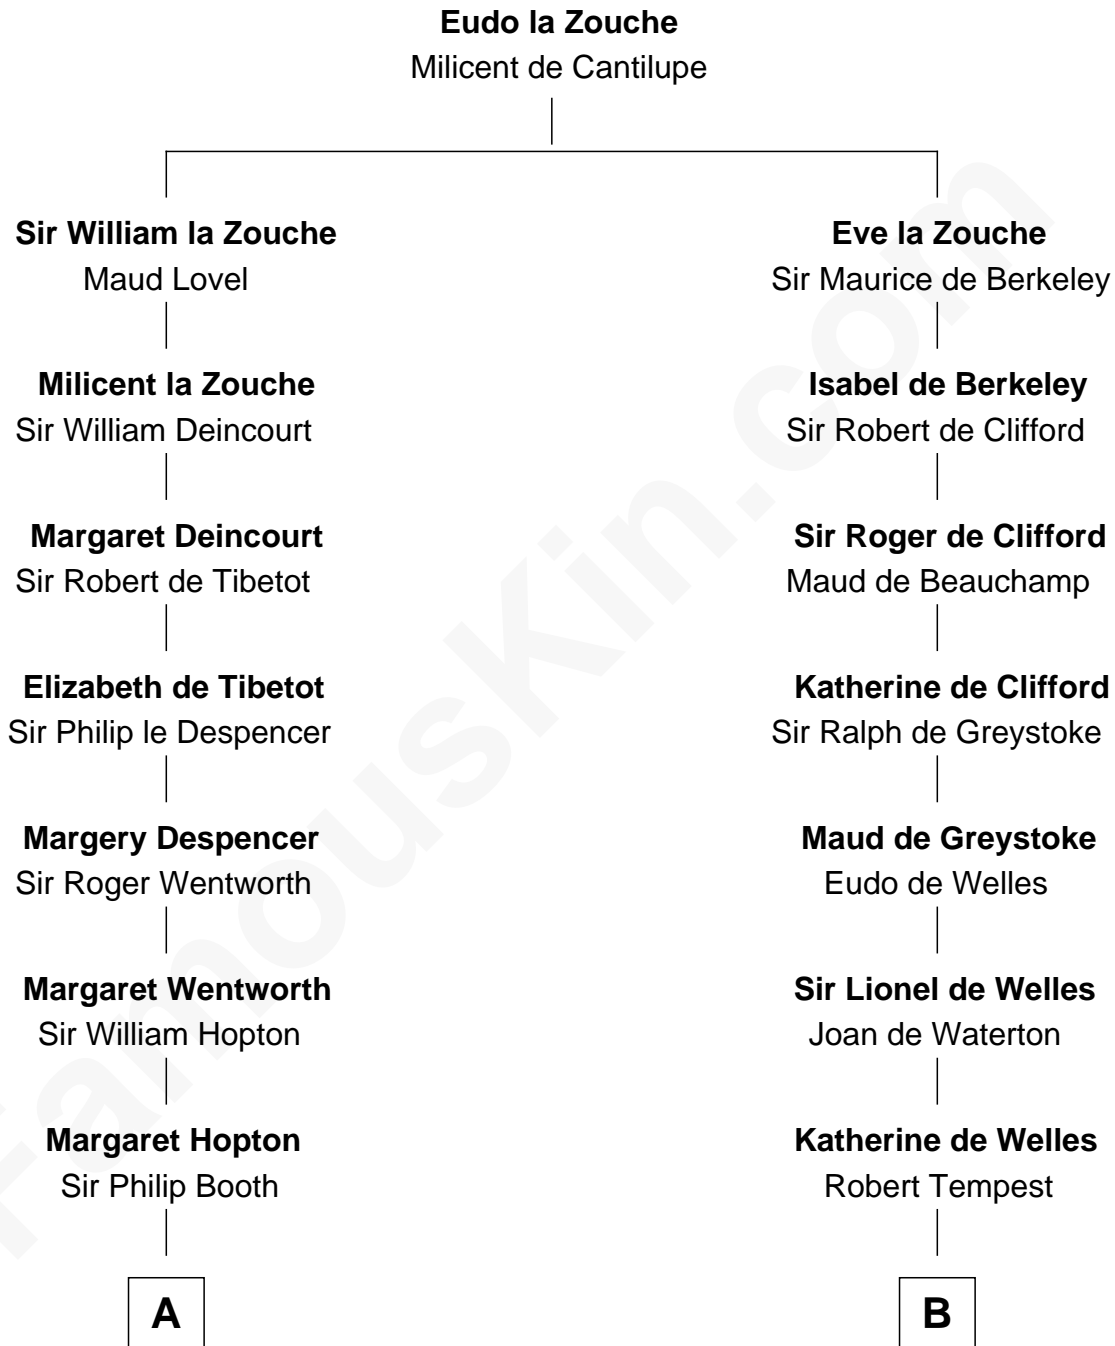 Eudo la Zouche
Milicent de Cantilupe
Sir William la Zouche
Maud Lovel
Eve la Zouche
Sir Maurice de Berkeley
Milicent la Zouche
Sir William Deincourt
Isabel de Berkeley
Sir Robert de Clifford
Margaret Deincourt
Sir Robert de Tibetot
Sir Roger de Clifford
Maud de Beauchamp
Elizabeth de Tibetot
Sir Philip le Despencer
Katherine de Clifford
Sir Ralph de Greystoke
Margery Despencer
Sir Roger Wentworth
Maud de Greystoke
Eudo de Welles
Margaret Wentworth
Sir William Hopton
Sir Lionel de Welles
Joan de Waterton
Margaret Hopton
Sir Philip Booth
Katherine de Welles
Robert Tempest
A
B
FamousKin.com